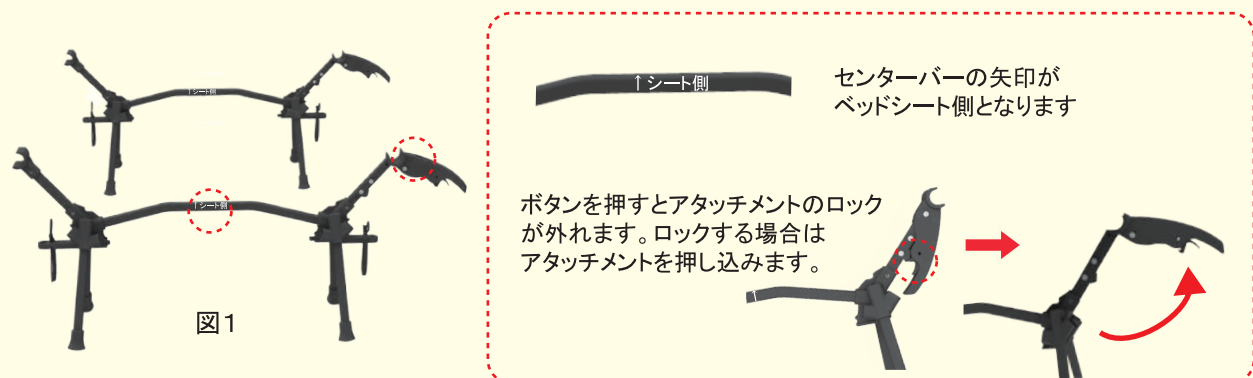 ↑シート側
↑シート側
図1
↑シート側
センターバーの矢印が
ベッドシート側となります
ボタンを押すとアタッチメントのロック
が外れます。ロックする場合は
アタッチメントを押し込みます。
↑